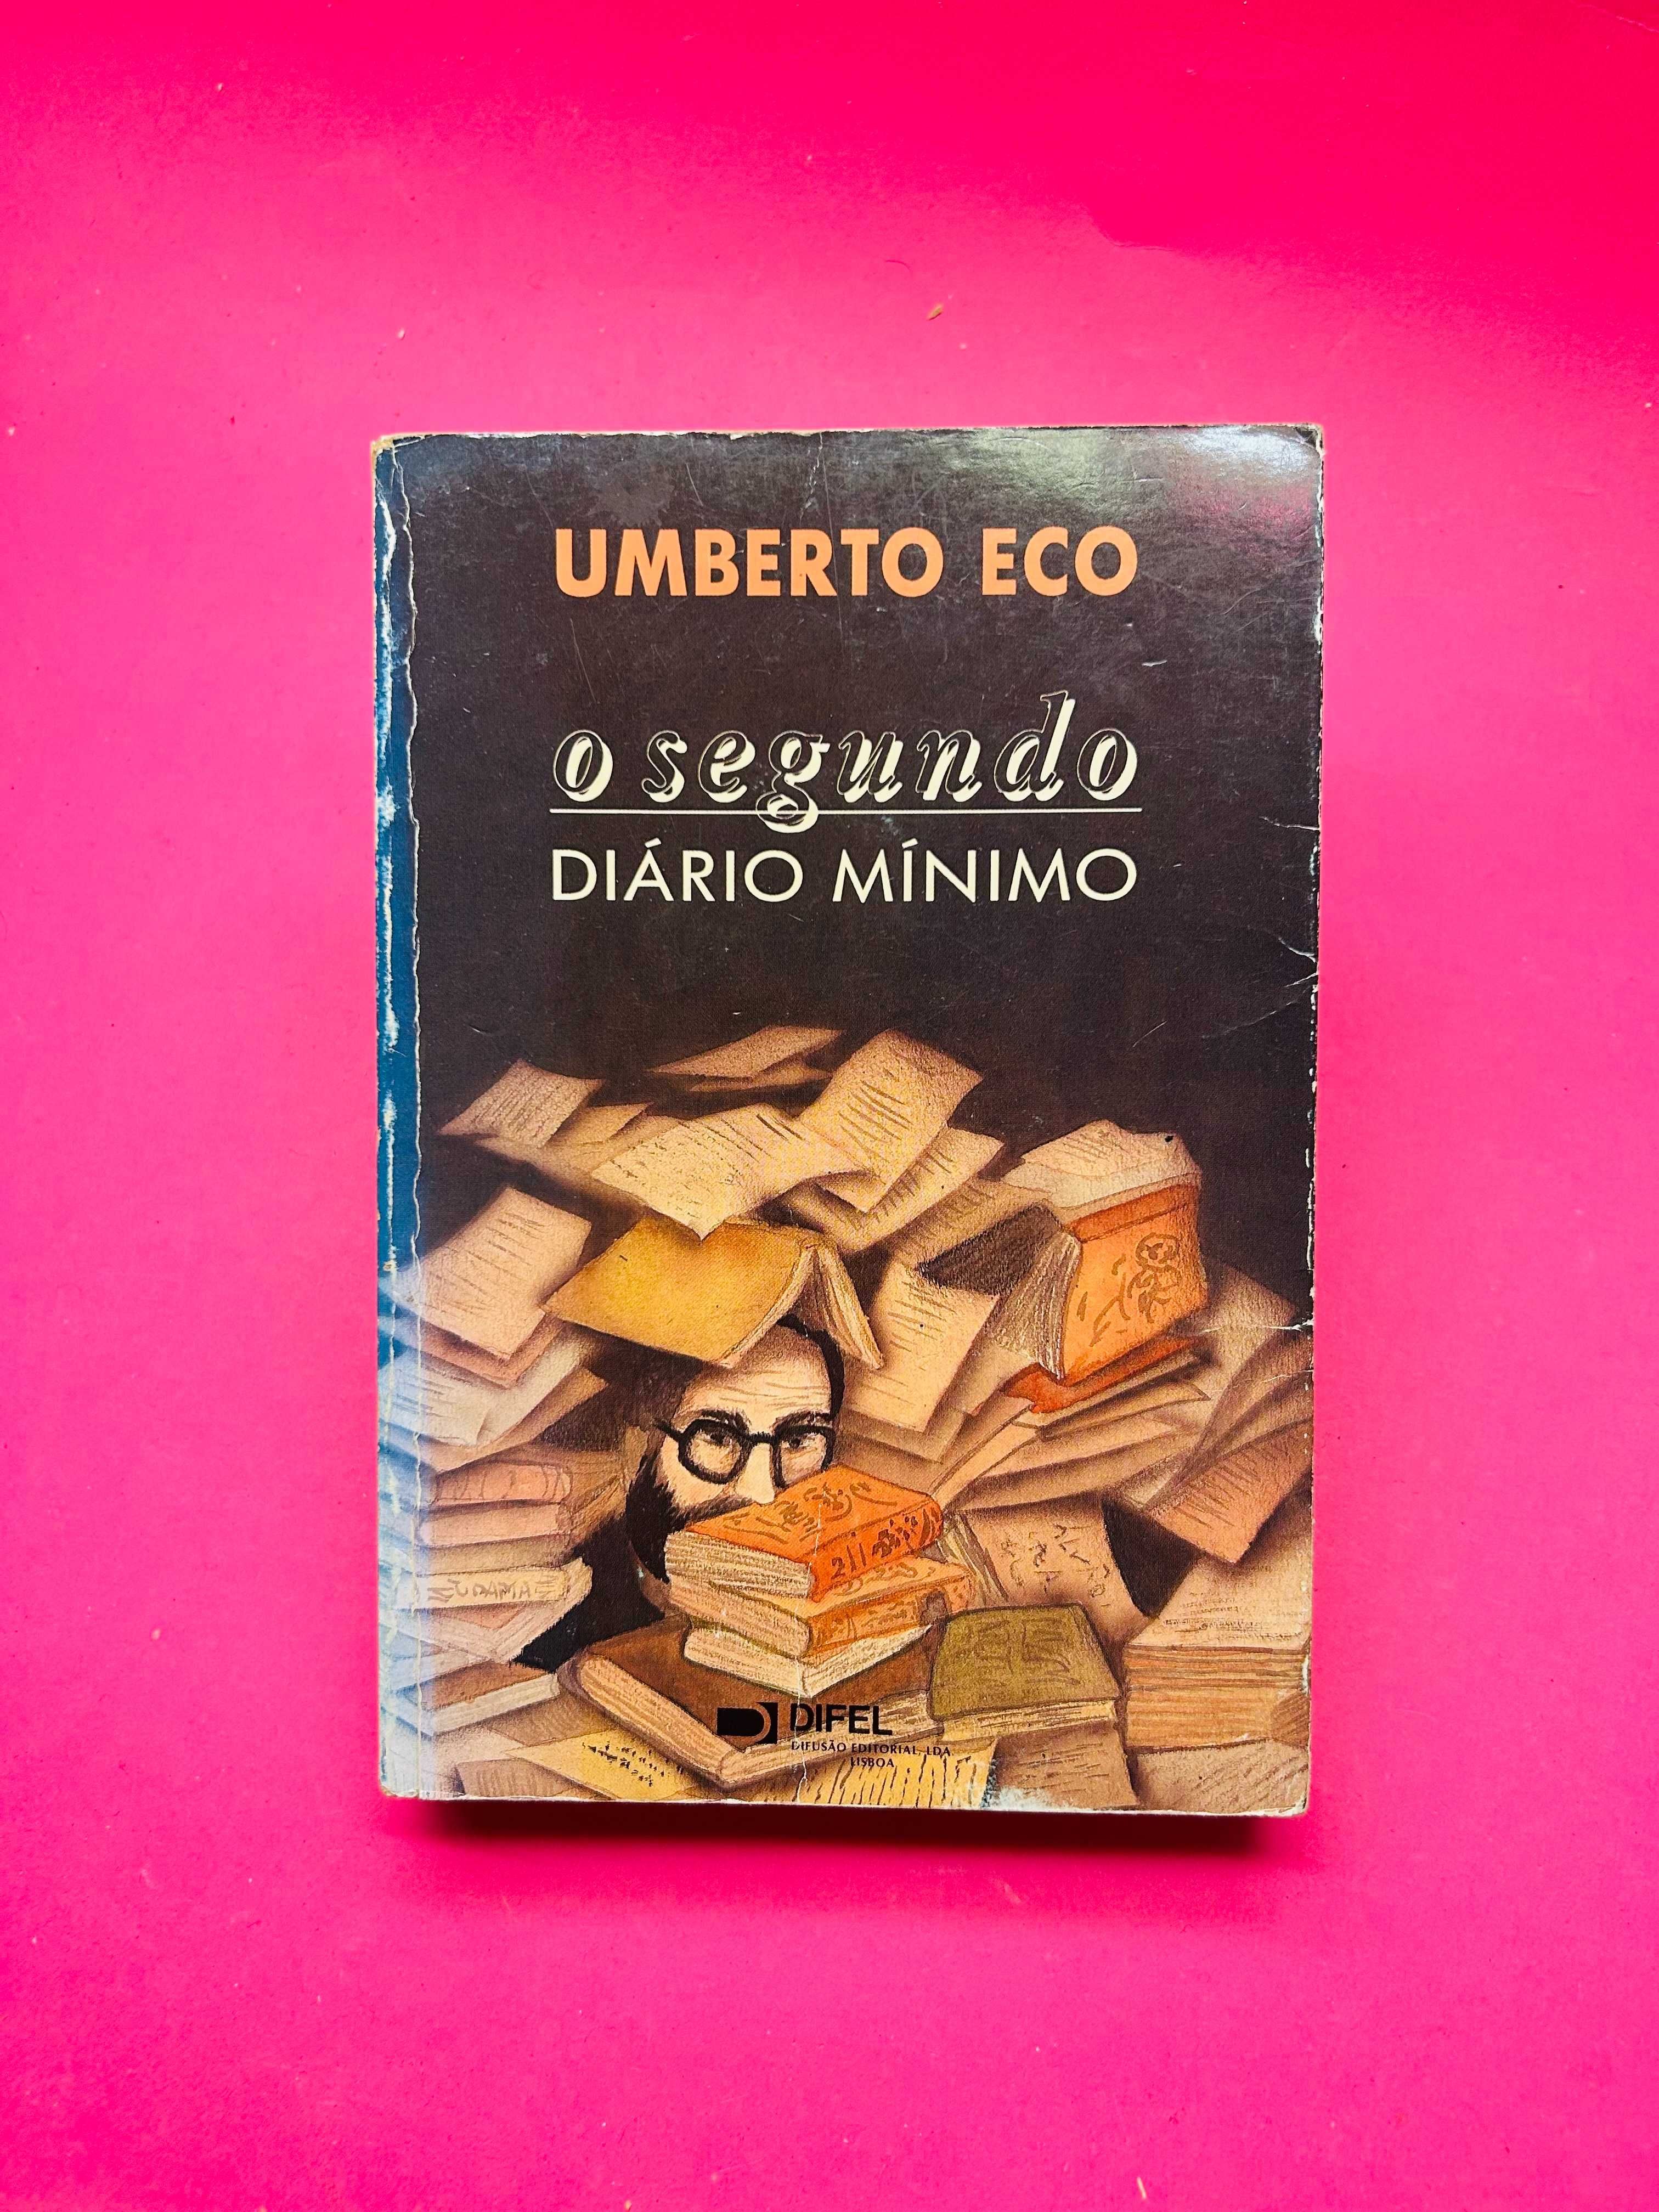 UMBERTO ECO
o segundo
DIÁRIO MÍNIMO
DIFEL
DIFUSÃO EDITORIAL, LDA
LISBOA